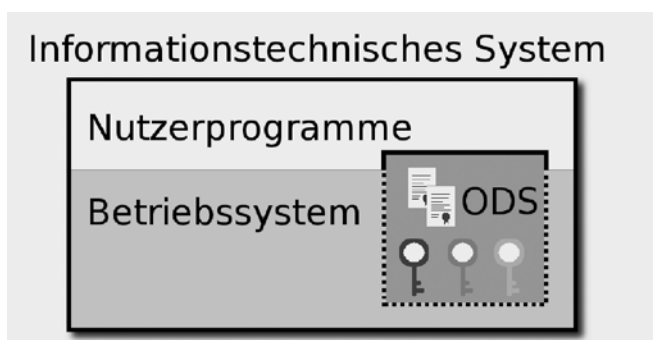 Informationstechnisches System
Nutzerprogramme
Betriebssystem
ODS